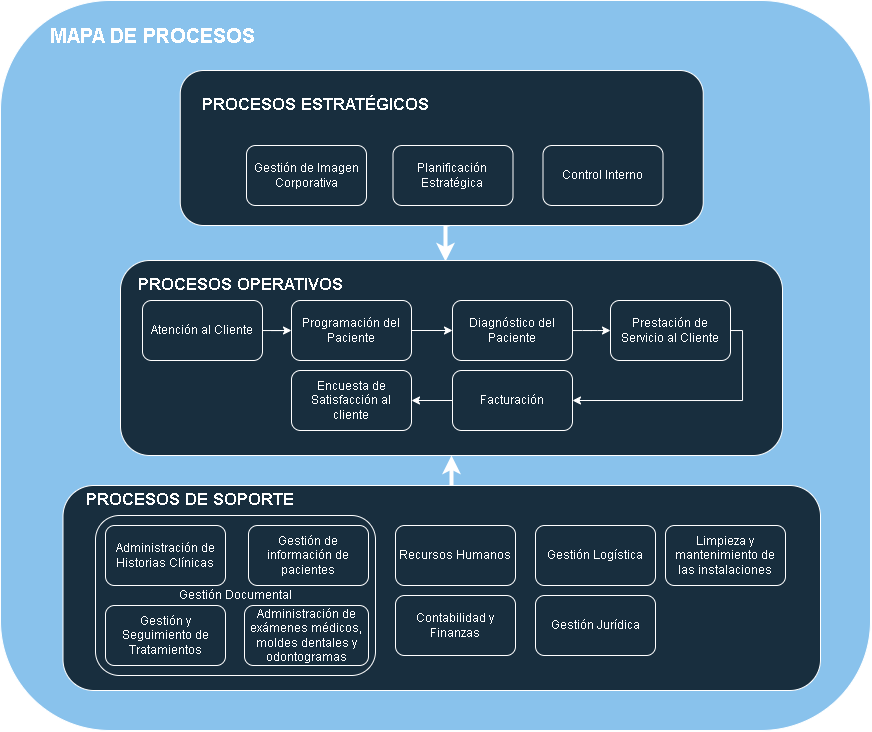 MAPA DE PROCESOS
PROCESOS ESTRATÉGICOS
Gestión de Imagen
Corporativa
Planificación
Estratégica
Control Interno
PROCESOS OPERATIVOS
Atención al Cliente
Programación del
Paciente
Diagnóstico del
Paciente
Prestación de
Servicio al Cliente
Encuesta de
Satisfacción al
cliente
Facturación
PROCESOS DE SOPORTE
Administración de
Historias Clínicas
Gestión de
información de
pacientes
Gestión Documental
Gestión y
Seguimiento de
Tratamientos
Administración de
exámenes médicos,
moldes dentales y
odontogramas
Recursos Humanos
Gestión Logística
Limpieza y
mantenimiento de
las instalaciones
Contabilidad y
Finanzas
Gestión Jurídica